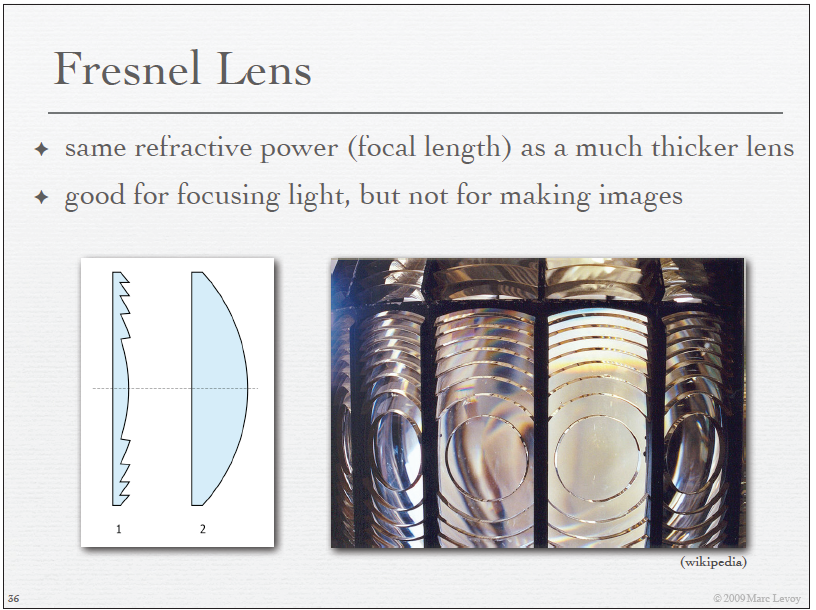 Fresnel Lens
✦ same refractive power (focal length) as a much thicker lens
✦ good for focusing light, but not for making images
1 2
(wikipedia)
36 © 2009 Marc Levoy